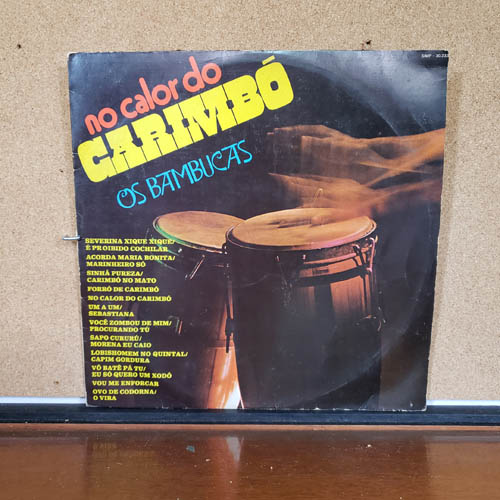 no calor do
CARIMBÓ
OS BAMBUCAS
SEVERINA XIQUE XIQUE/
É PROIBIDO COCHILAR
ACORDA MARIA BONITA/
MARINHEIRO SÓ
SINHÁ PUREZA/
CARIMBÓ NO MATO
FORRÓ DE CARIMBÓ
NO CALOR DO CARIMBÓ
UM A UM/
SEBASTIANA
VOCÊ ZOMBOU DE MIM/
PROCURANDO TÚ
SAPO CURURÚ/
MORENA EU CAIO
LOBISHOMEM NO QUINTAL/
CAPIM GORDURA
VÔ BATÊ PÁ TU/
EU SÓ QUERO UM XODÓ
VOU ME ENFORCAR
OVO DE CODORNA/
O VIRA